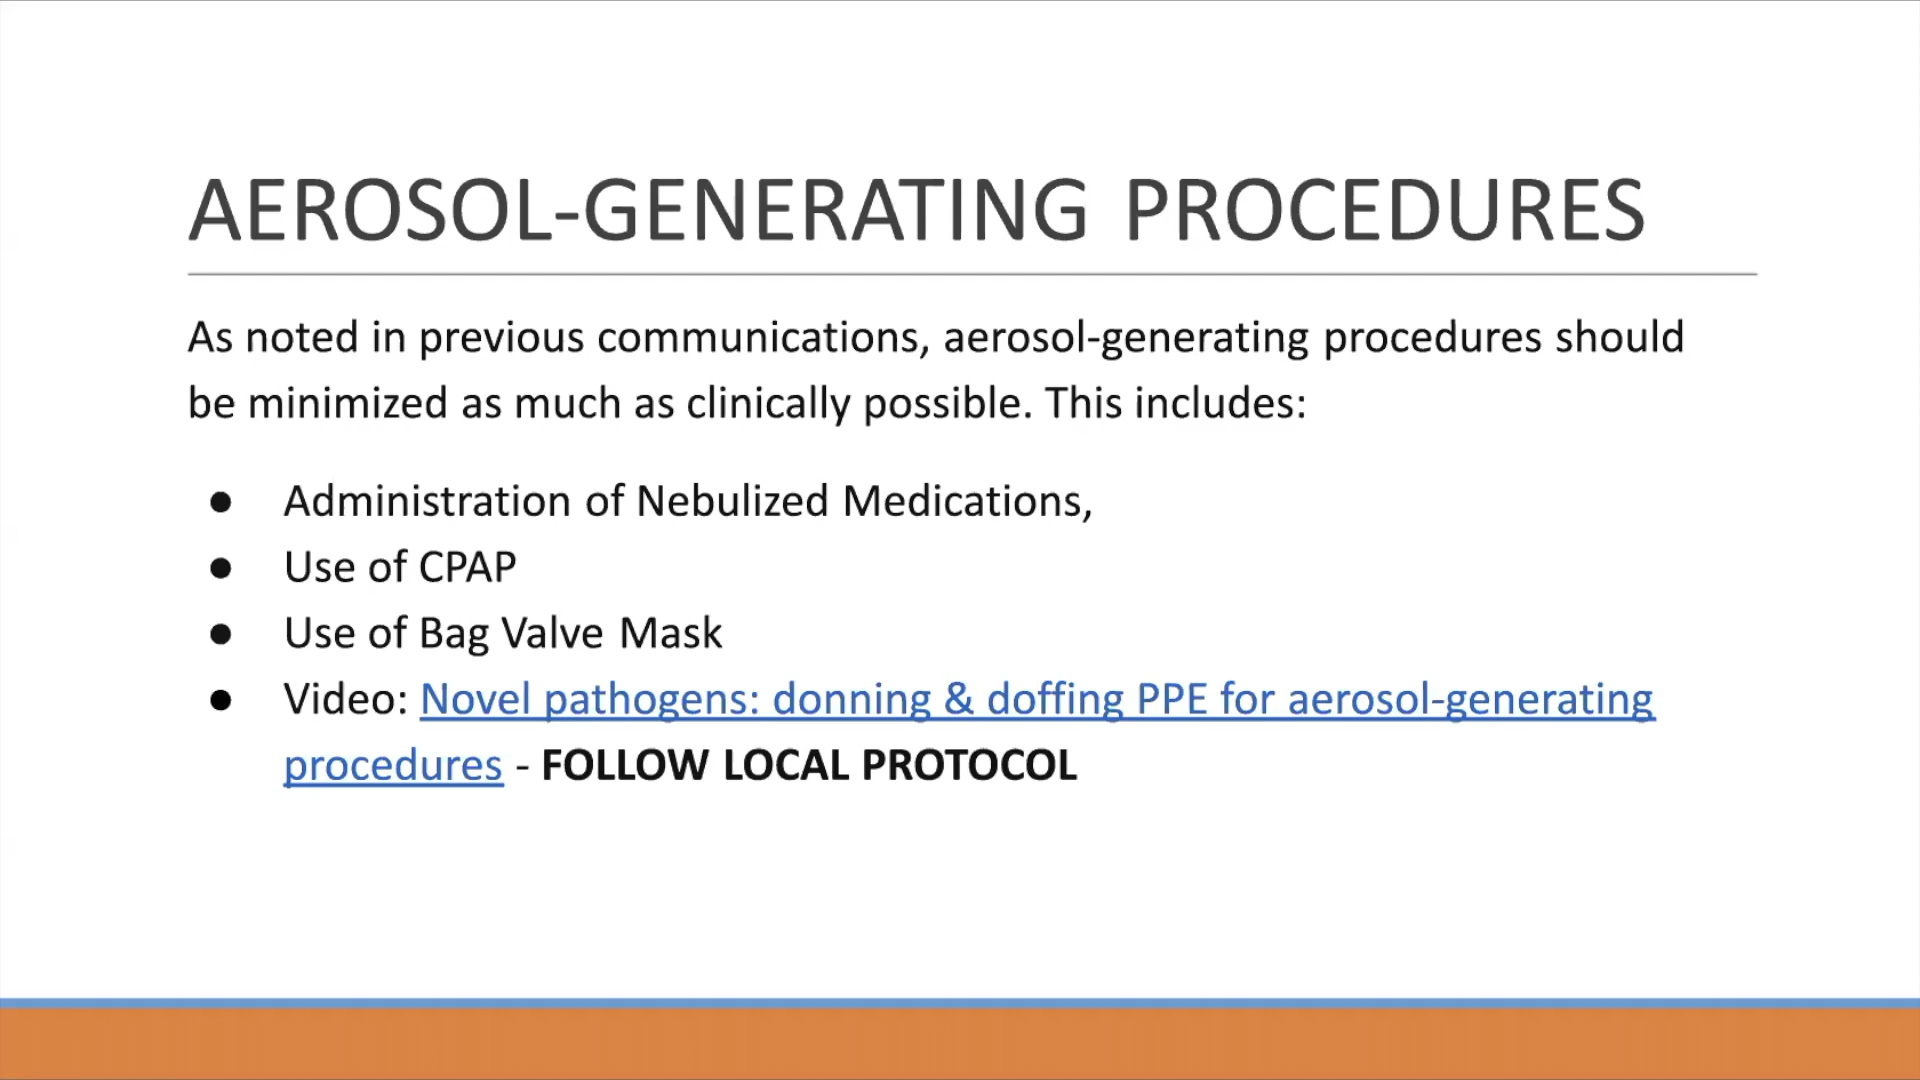 AEROSOL-GENERATING PROCEDURES
As noted in previous communications, aerosol-generating procedures should
be minimized as much as clinically possible. This includes:
● Administration of Nebulized Medications,
● Use of CPAP
● Use of Bag Valve Mask
● Video: Novel pathogens: donning & doffing PPE for aerosol-generating
procedures - FOLLOW LOCAL PROTOCOL